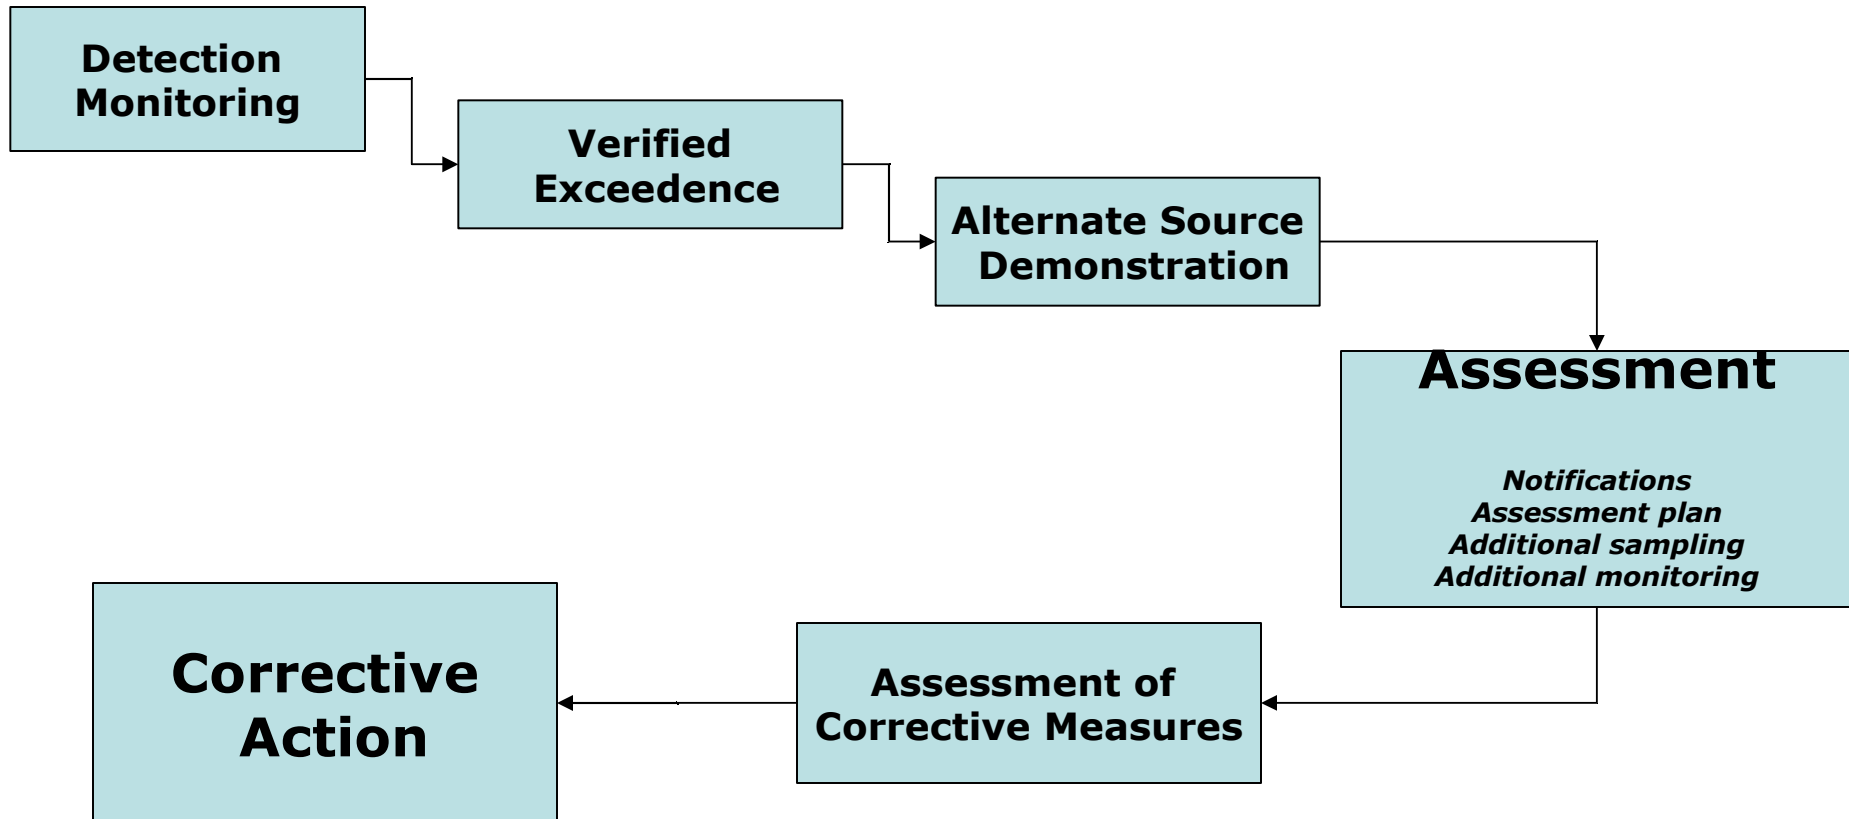 Detection
Monitoring
Verified
Exceedence
Alternate Source
Demonstration
Assessment
Notifications
Assessment plan
Additional sampling
Additional monitoring
Assessment of
Corrective Measures
Corrective
Action